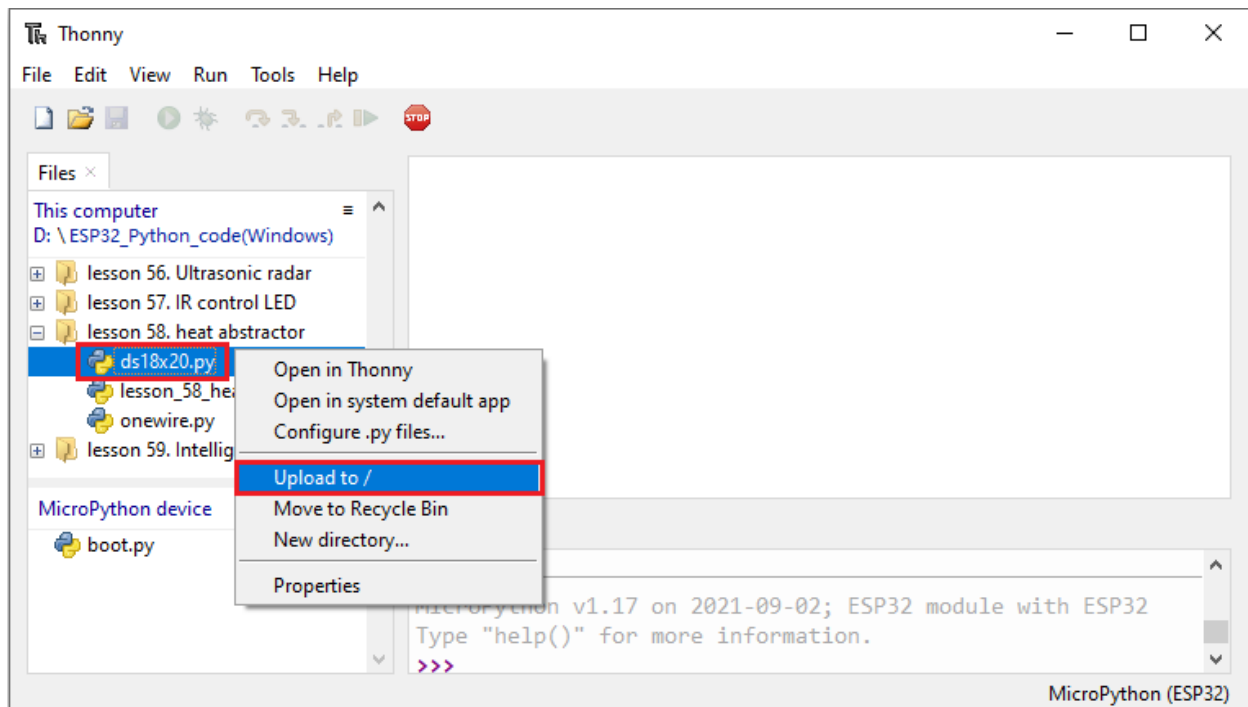 Thonny
File Edit View Run Tools Help
STOP
Files
This computer
D: \ ESP32_Python_code(Windows)
lesson 56. Ultrasonic radar
lesson 57. IR control LED
lesson 58. heat abstractor
ds18x20.py
lesson_58_hea
onewire.py
lesson 59. Intellig
Open in Thonny
Open in system default app
Configure .py files...
Upload to /
Move to Recycle Bin
New directory...
Properties
MicroPython device
boot.py
MicroPython v1.17 on 2021-09-02; ESP32 module with ESP32
Type "help()" for more information.
>>>
MicroPython (ESP32)